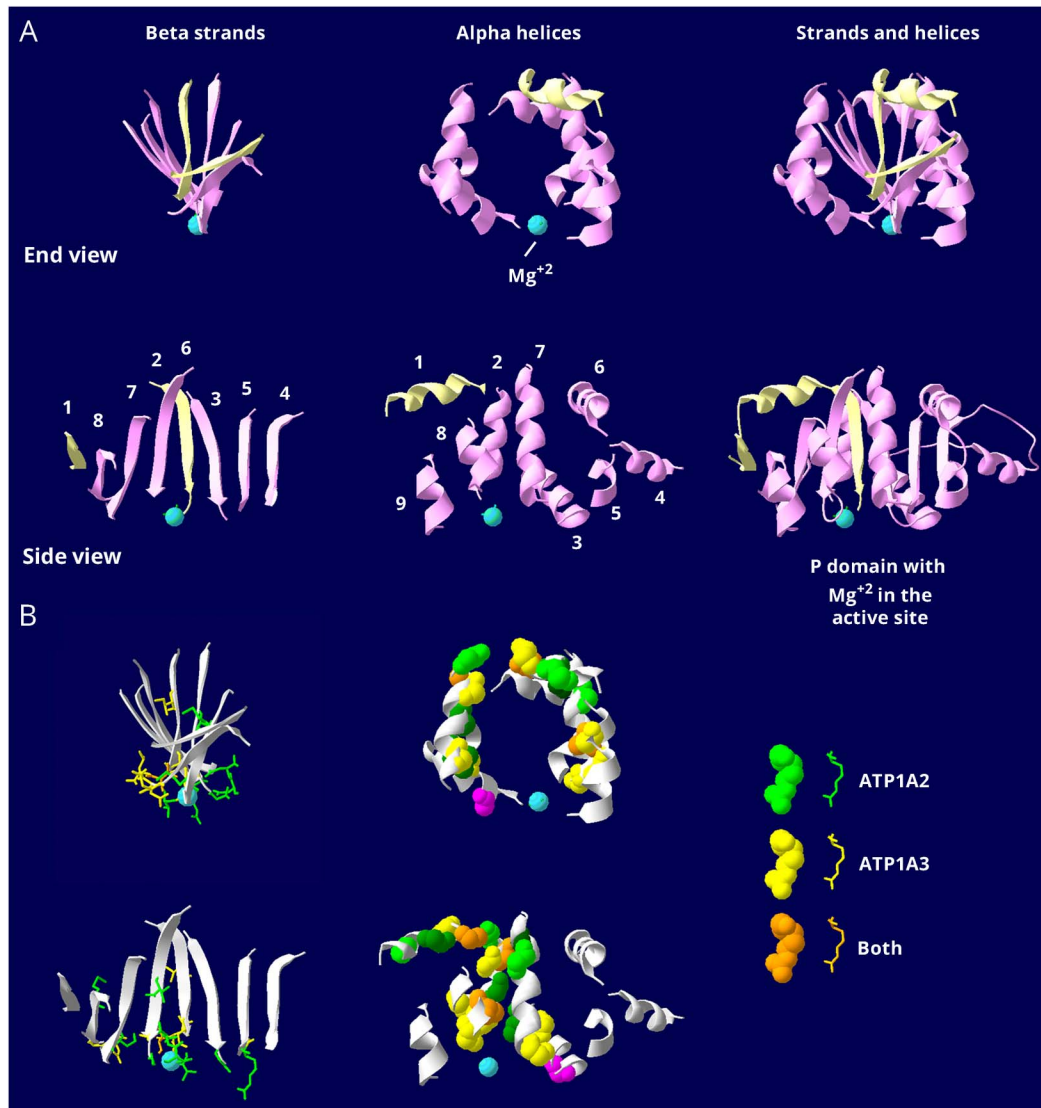 A
Beta strands
Alpha helices
Strands and helices
End view
Mg+2
1
8
7
2
6
3
5
4
1
2
7
6
8
9
4
5
3
Side view
P domain with
Mg+2 in the
active site
B
ATP1A2
ATP1A3
Both